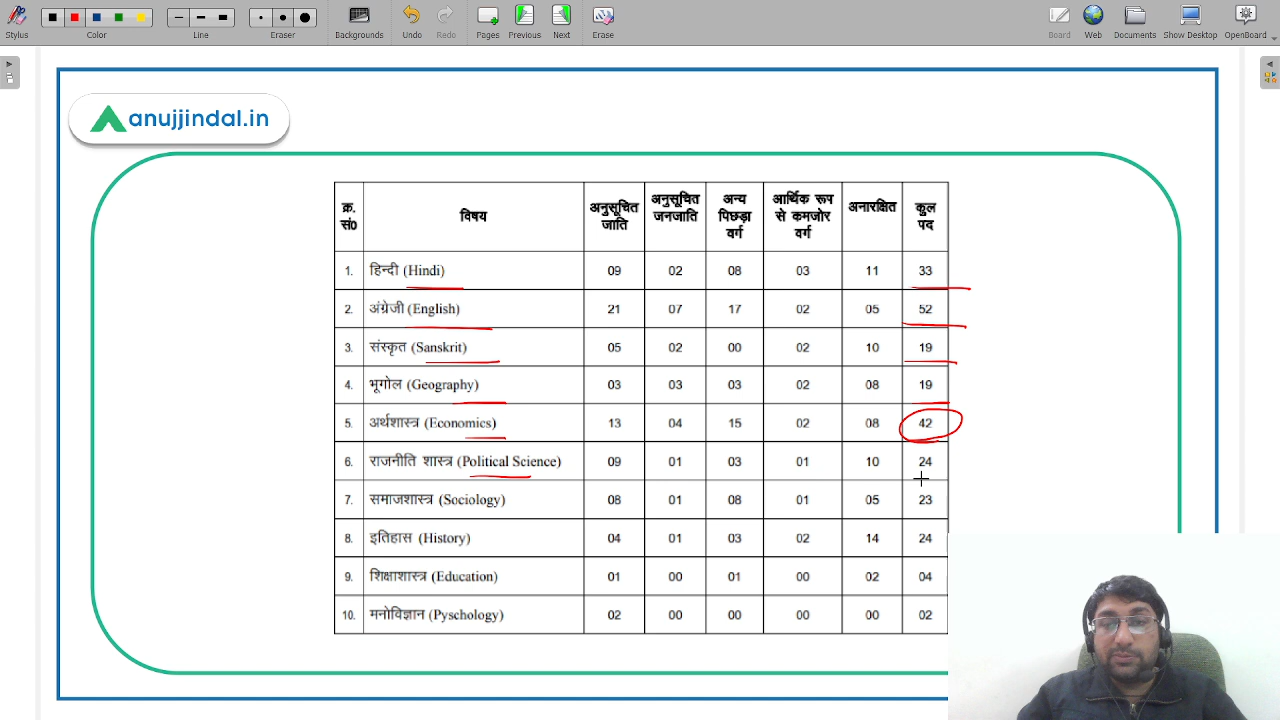 Stylus Color Line Eraser Backgrounds Undo Redo Pages Previous Next Erase Board Web Documents Show Desktop OpenBoard
anujjindal.in
क्र. सं0 विषय अनुसूचित जाति अनुसूचित जनजाति अन्य पिछड़ा वर्ग आर्थिक रूप से कमजोर वर्ग अनारक्षित कुल पद
1. हिन्दी (Hindi) 09 02 08 03 11 33
2. अंग्रेजी (English) 21 07 17 02 05 52
3. संस्कृत (Sanskrit) 05 02 00 02 10 19
4. भूगोल (Geography) 03 03 03 02 08 19
5. अर्थशास्त्र (Economics) 13 04 15 02 08 42
6. राजनीति शास्त्र (Political Science) 09 01 03 01 10 24
7. समाजशास्त्र (Sociology) 08 01 08 01 05 23
8. इतिहास (History) 04 01 03 02 14 24
9. शिक्षाशास्त्र (Education) 01 00 01 00 02 04
10. मनोविज्ञान (Pyschology) 02 00 00 00 00 02